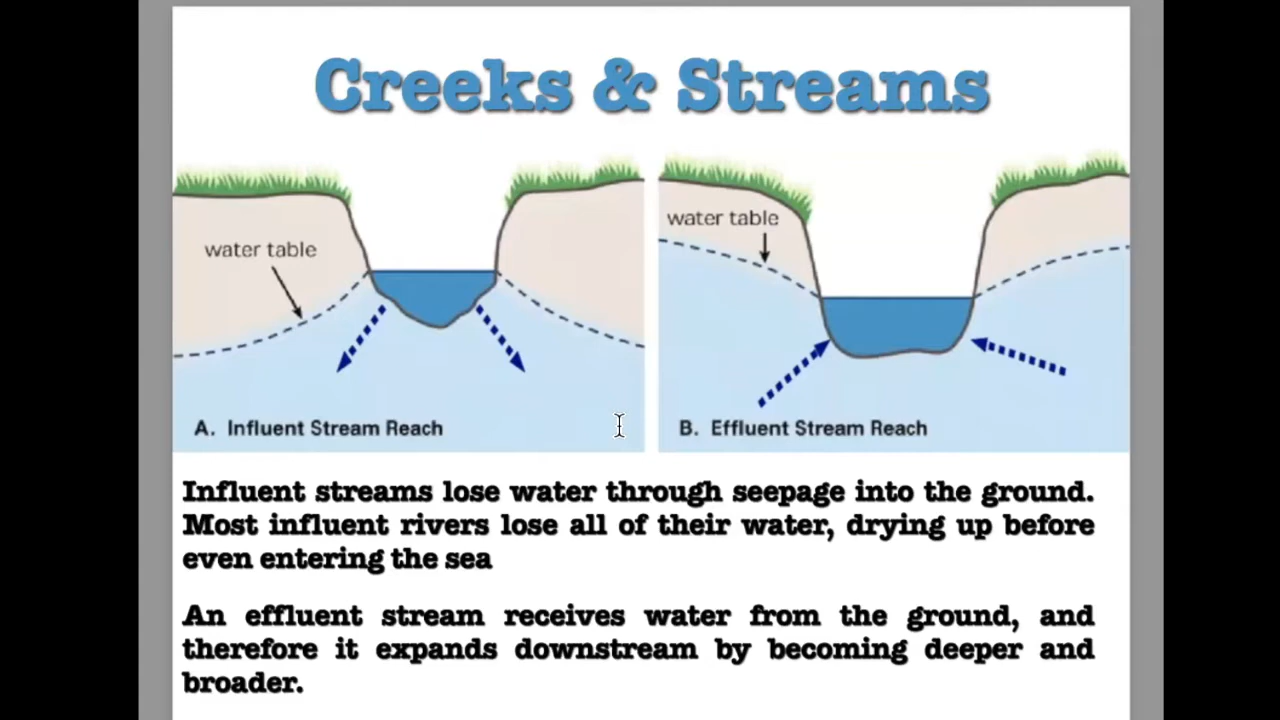 Creeks & Streams
water table
A. Influent Stream Reach
water table
B. Effluent Stream Reach
Influent streams lose water through seepage into the ground.
Most influent rivers lose all of their water, drying up before
even entering the sea
An effluent stream receives water from the ground, and
therefore it expands downstream by becoming deeper and
broader.